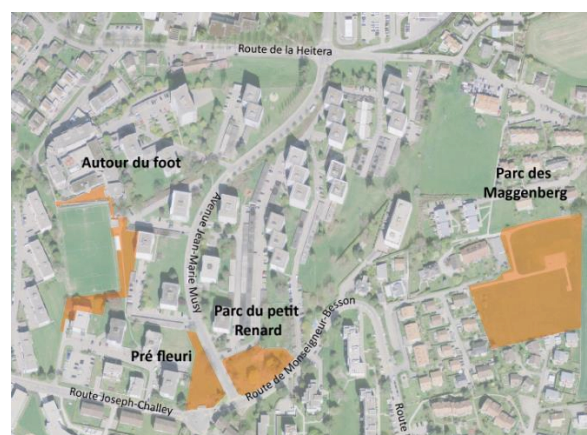 Route de la Heitera
Autour du foot
Parc des
Maggenberg
Avenue Jean-Marie Musy
Parc du petit
Renard
Pré fleuri
Route de Monseigneur-Besson
Route Joseph-Challey
Route